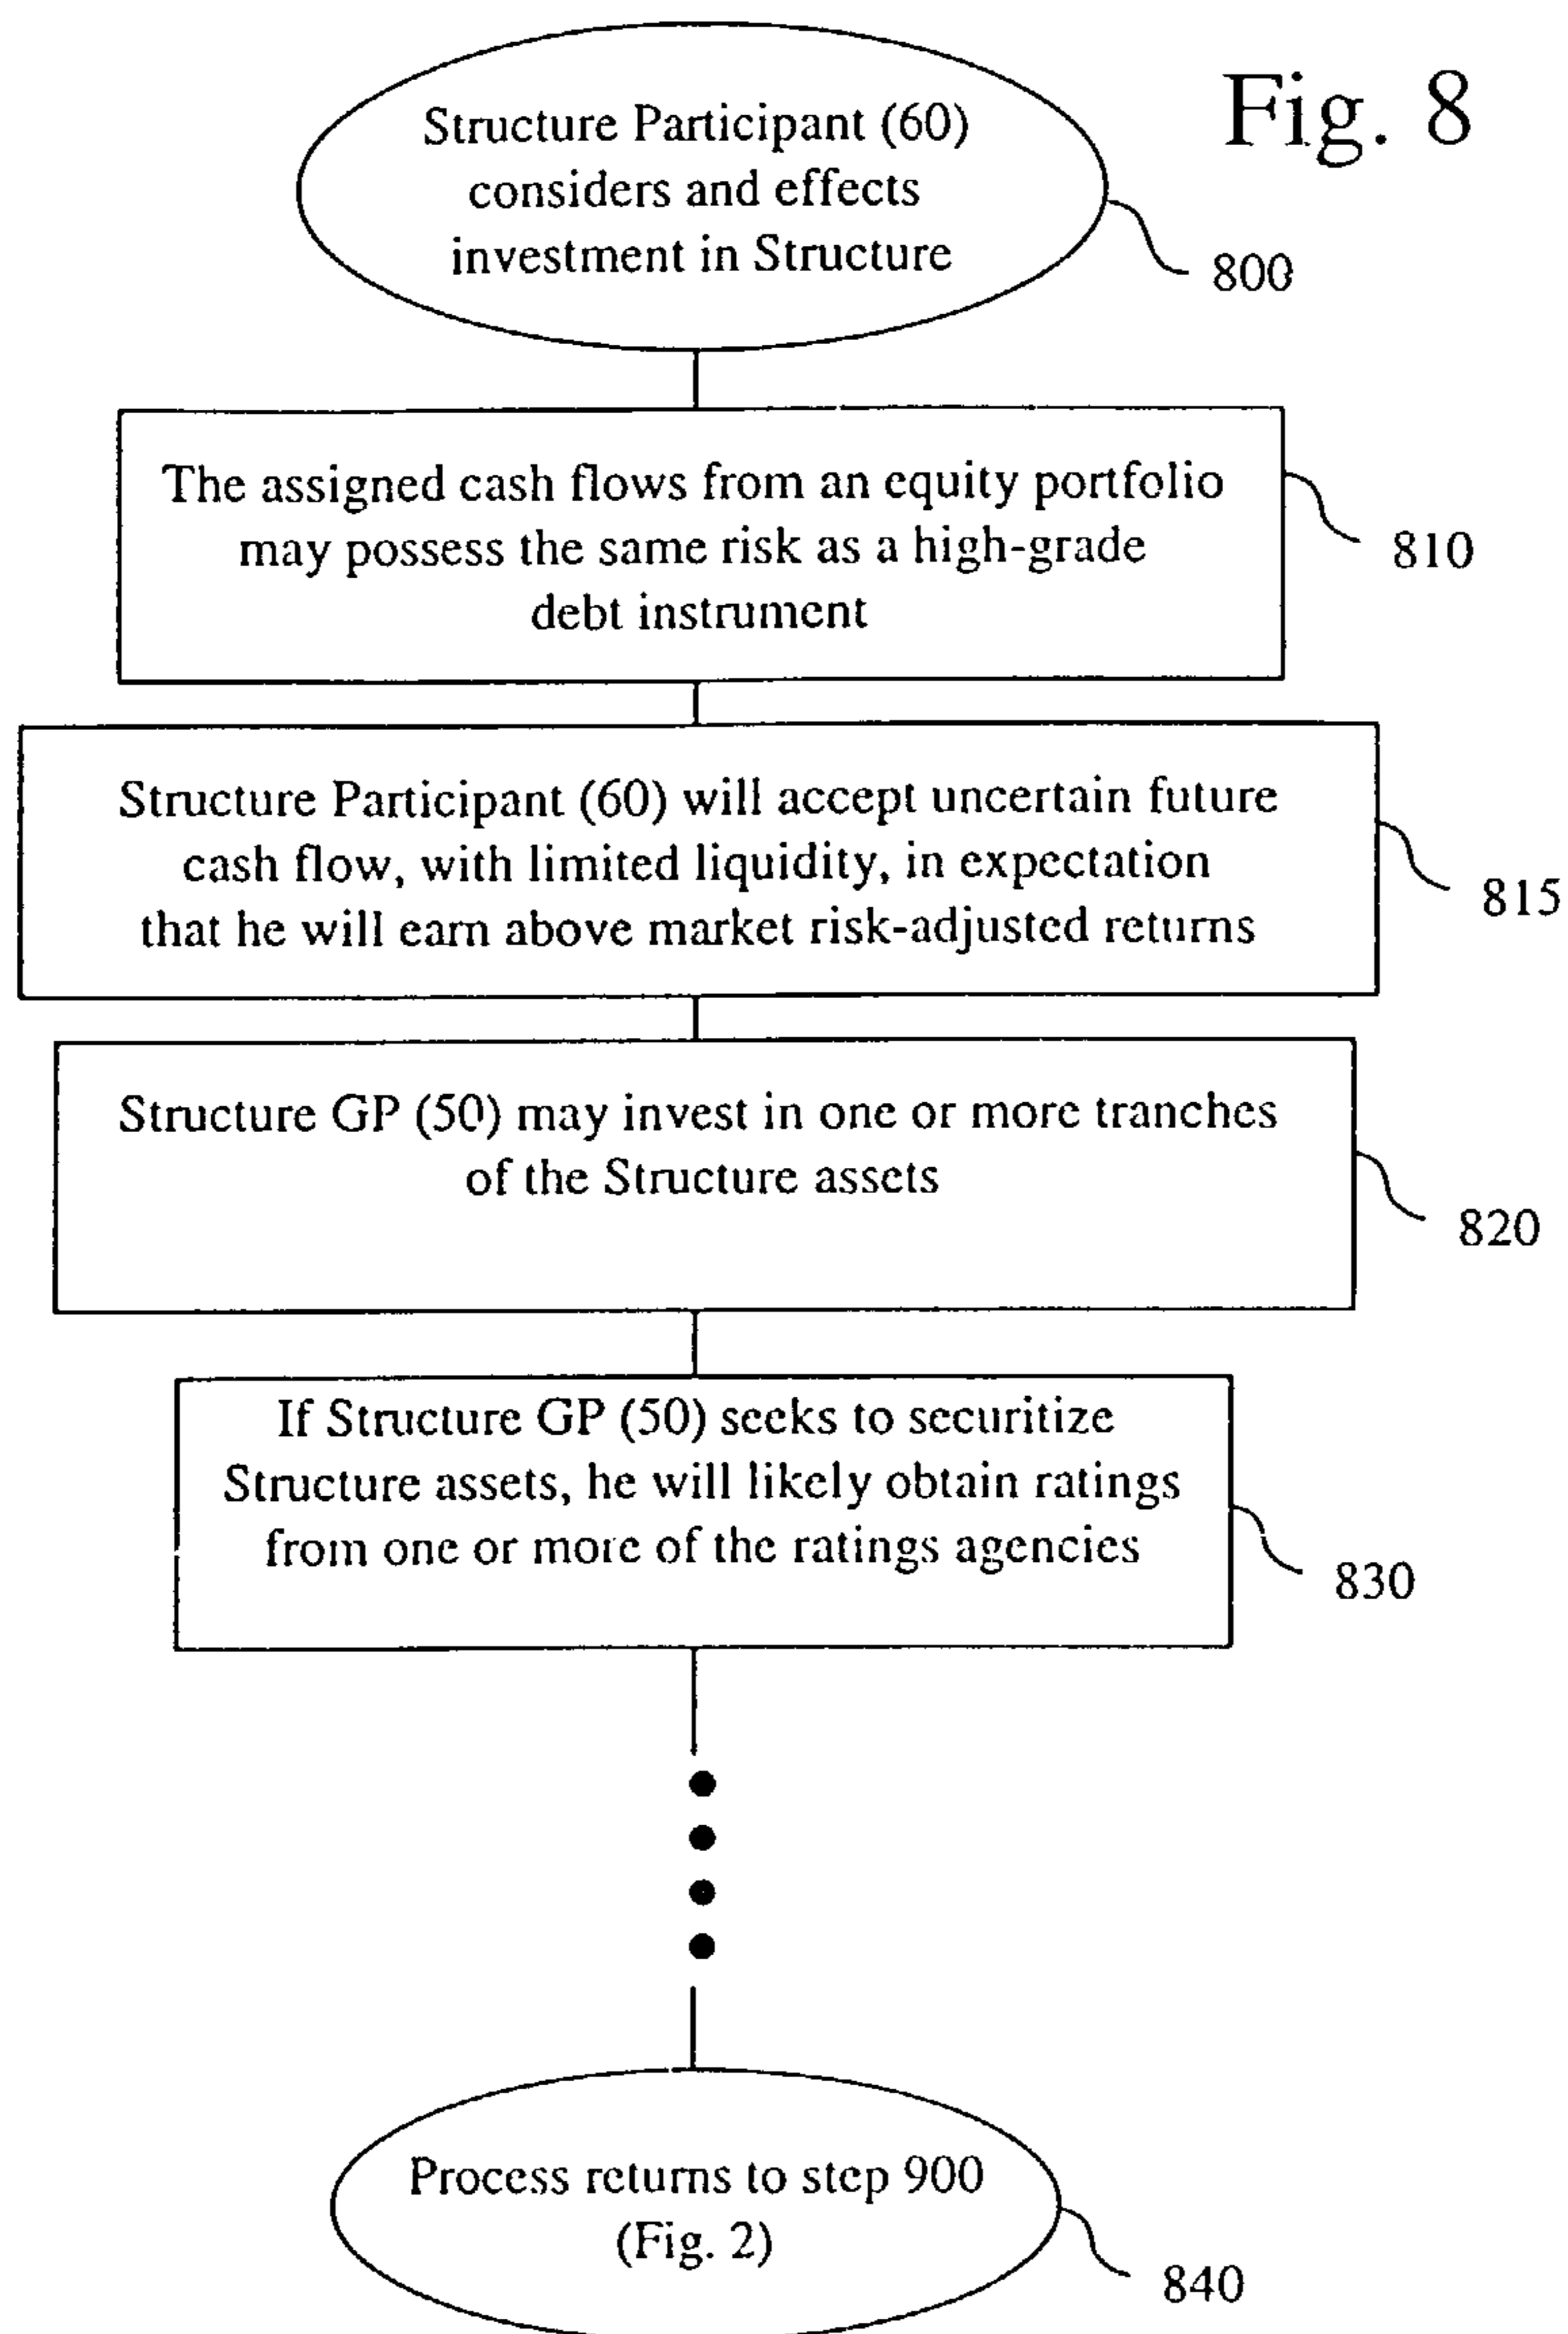 Fig. 8
Structure Participant (60)
considers and effects
investment in Structure
800
The assigned cash flows from an equity portfolio
may possess the same risk as a high-grade
debt instrument
810
Structure Participant (60) will accept uncertain future
cash flow, with limited liquidity, in expectation
that he will earn above market risk-adjusted returns
815
Structure GP (50) may invest in one or more tranches
of the Structure assets
820
If Structure GP (50) seeks to securitize
Structure assets, he will likely obtain ratings
from one or more of the ratings agencies
830
Process returns to step 900
(Fig. 2)
840